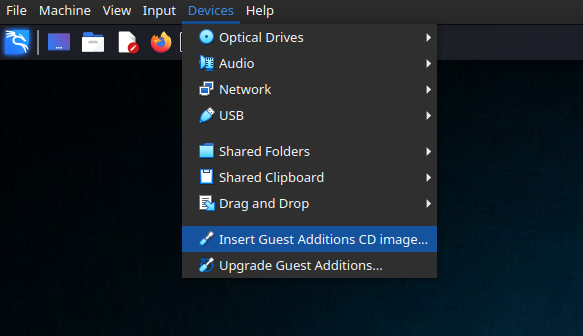 File Machine View Input Devices Help
Optical Drives
Audio
Network
USB
Shared Folders
Shared Clipboard
Drag and Drop
Insert Guest Additions CD image...
Upgrade Guest Additions...